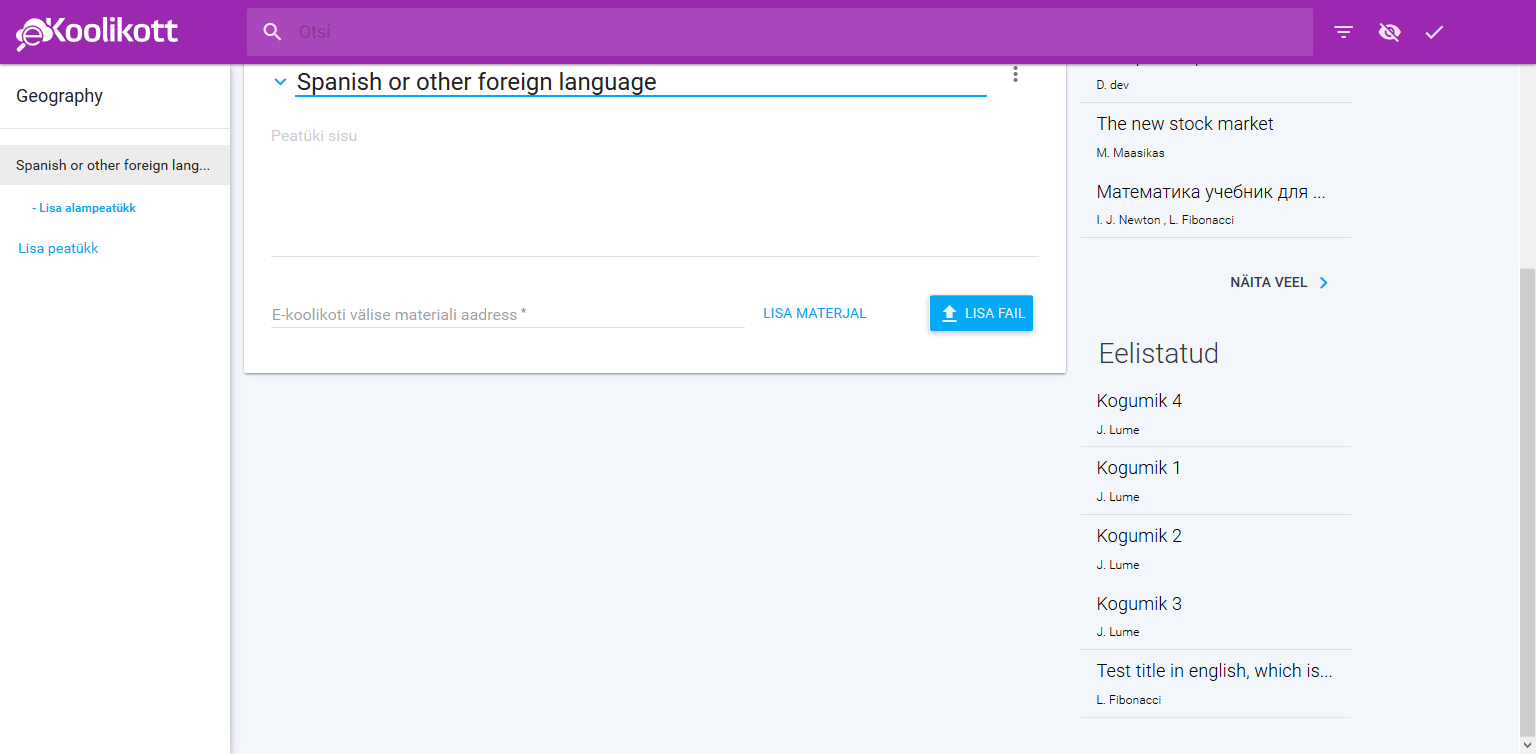 eKoolikott
Otsi
Geography
Spanish or other foreign lang...
- Lisa alampeatükk
Lisa peatükk
Spanish or other foreign language
Peatüki sisu
E-koolikoti välise materiali aadress *
LISA MATERJAL
LISA FAIL
D. dev
The new stock market
M. Maasikas
Математика учебник для ...
I. J. Newton , L. Fibonacci
NÄITA VEEL
Eelistatud
Kogumik 4
J. Lume
Kogumik 1
J. Lume
Kogumik 2
J. Lume
Kogumik 3
J. Lume
Test title in english, which is...
L. Fibonacci